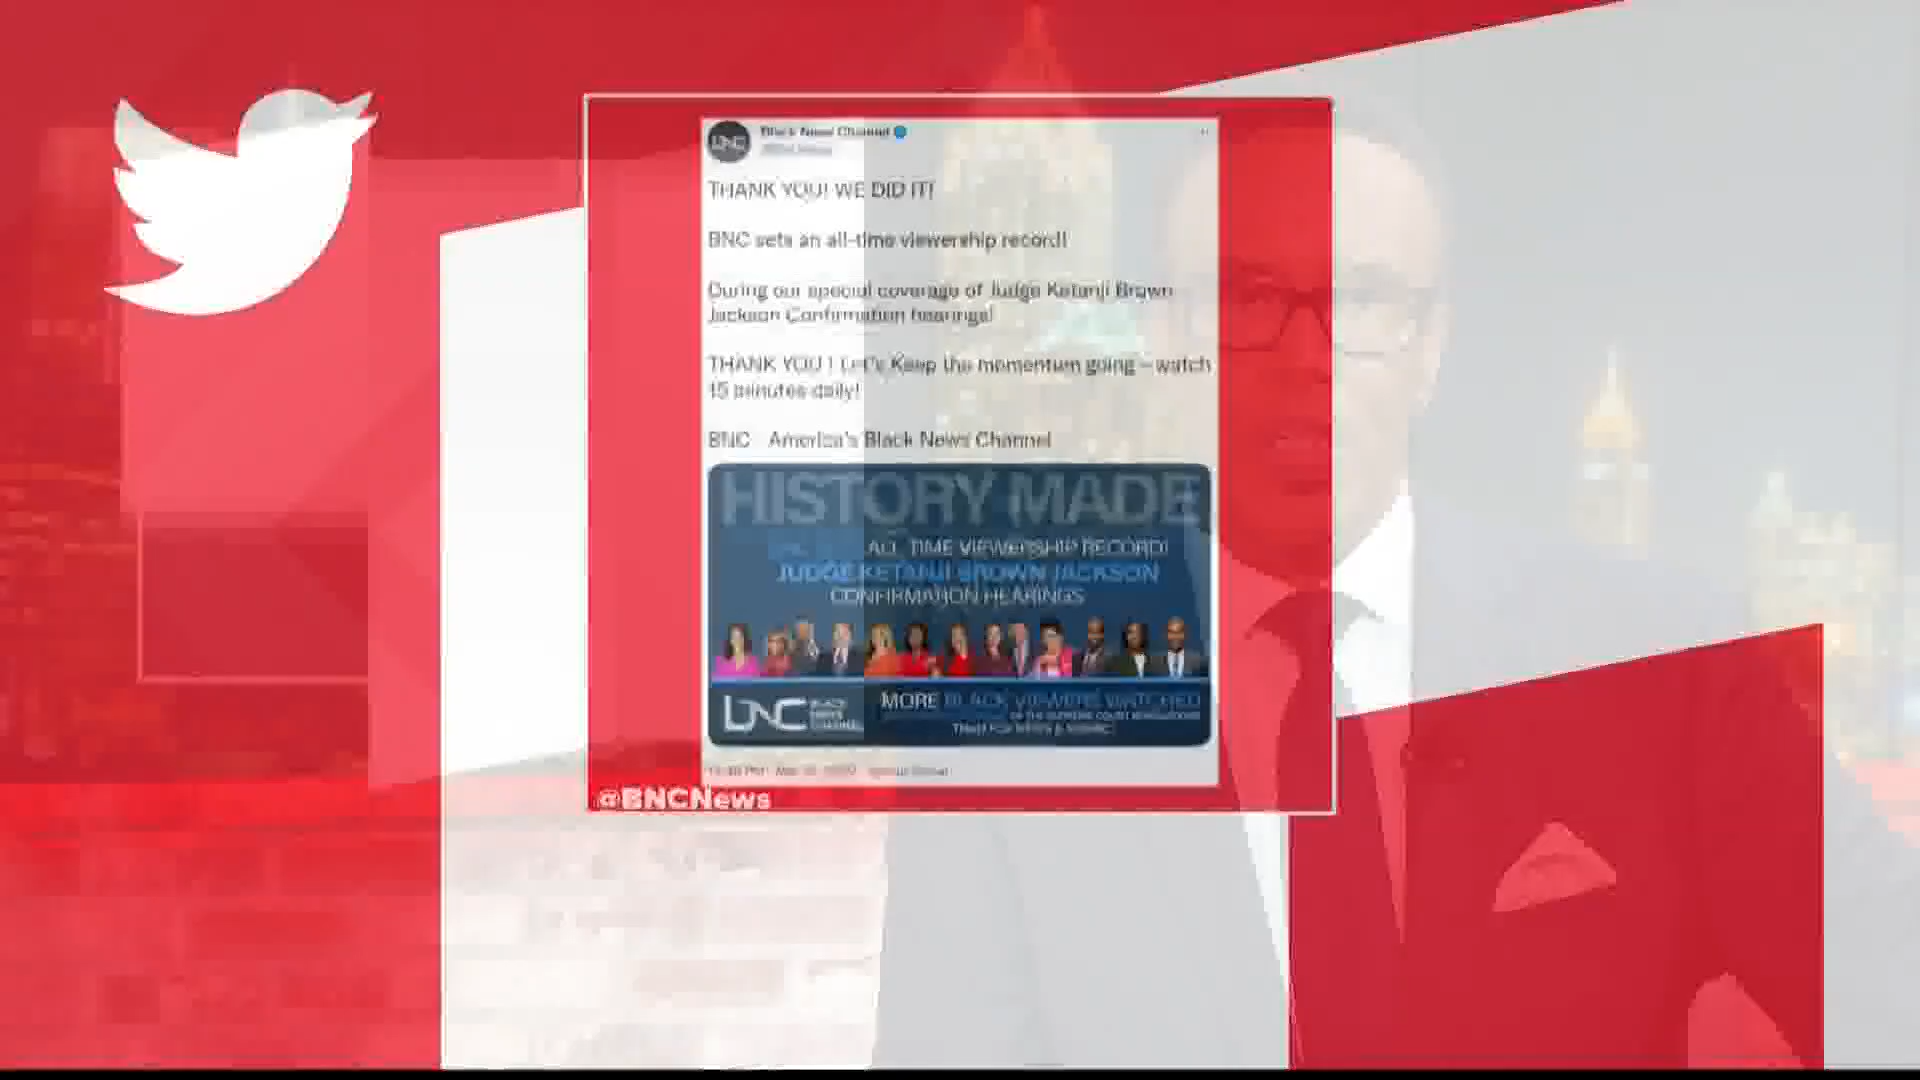 Black News Channel
THANK YOU! WE DID IT!
BNC sets an all-time viewership record!!
During our special coverage of Judge Ketanji Brown
Jackson Confirmation hearings!
THANK YOU ! Let's Keep the momentum going – watch
15 minutes daily!
BNC - America's Black News Channel
HISTORY MADE
ALL TIME VIEWERSHIP RECORD!
JUDGE KETANJI BROWN JACKSON
CONFIRMATION HEARINGS
BNC BLACK
NEWS
CHANNEL
MORE BLACK VIEWERS WATCHED
@BNCNews